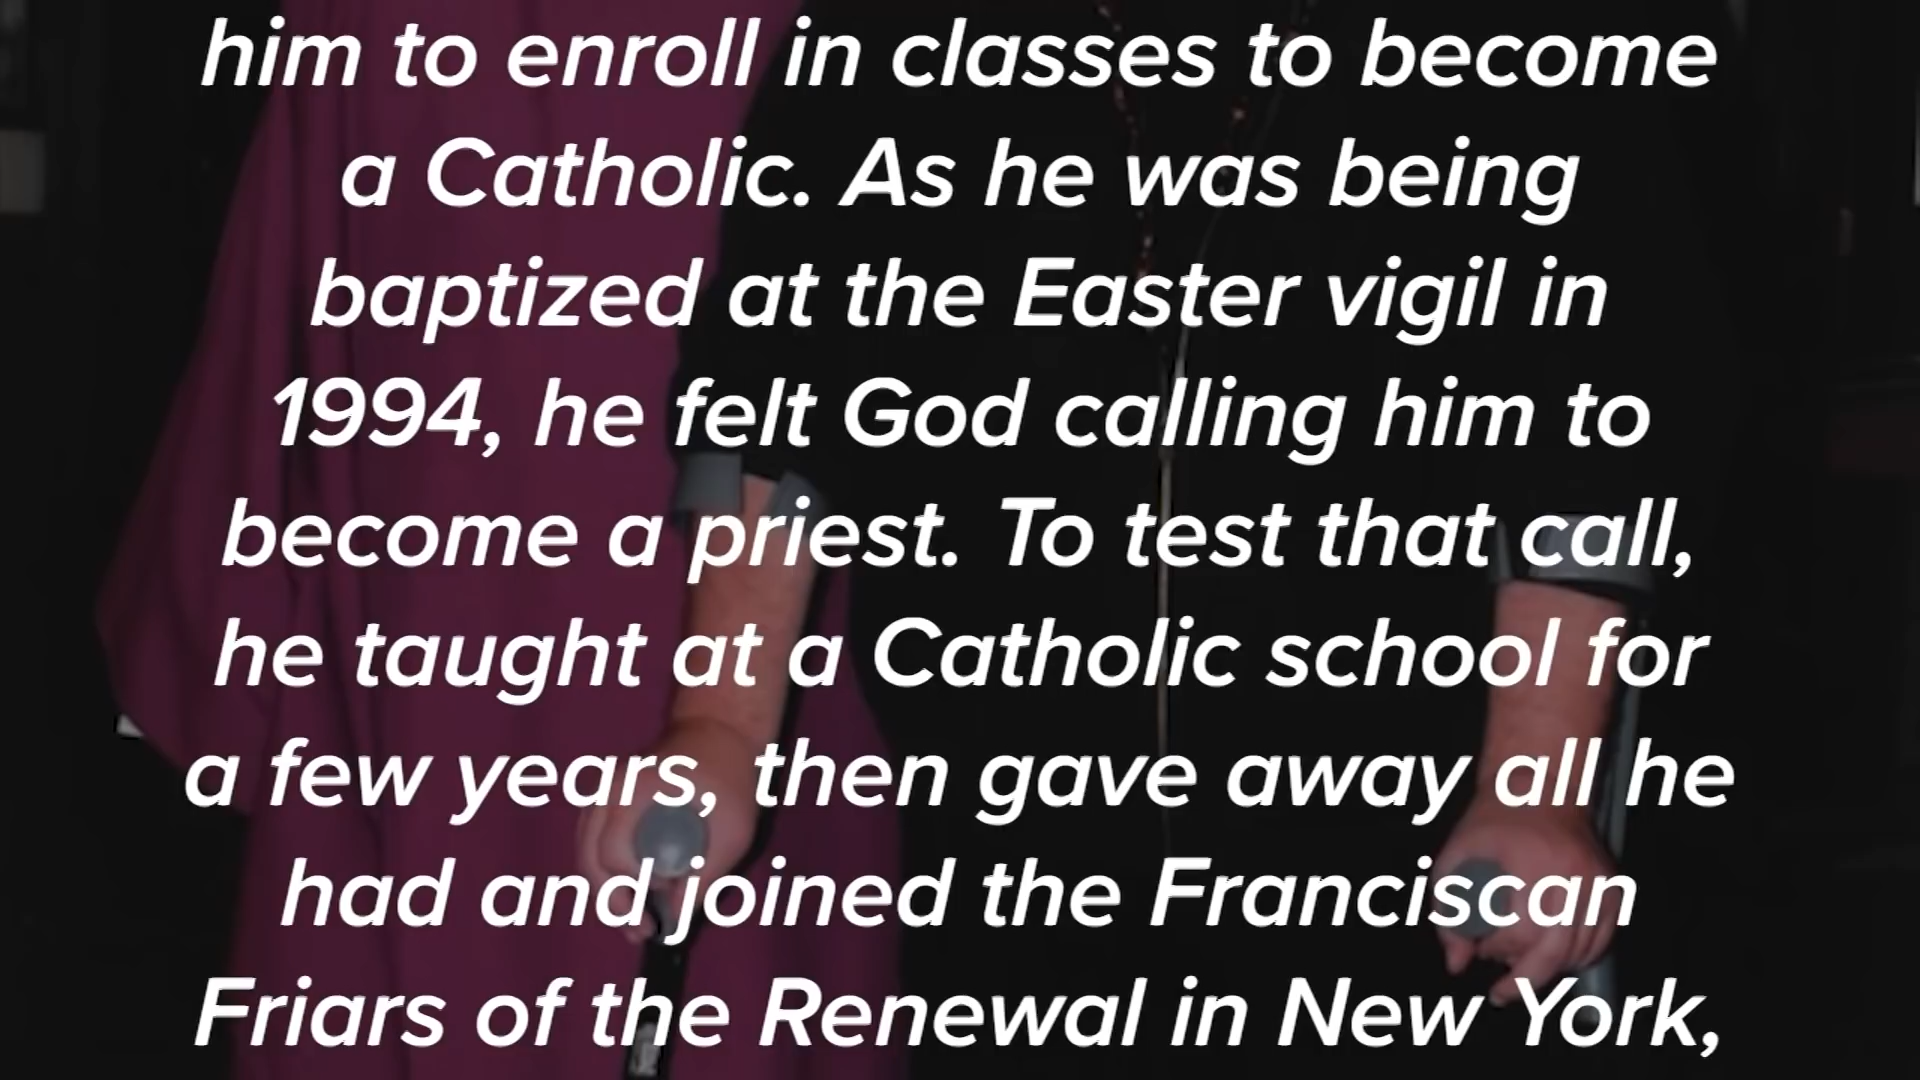 him to enroll in classes to become
a Catholic. As he was being
baptized at the Easter vigil in
1994, he felt God calling him to
become a priest. To test that call,
he taught at a Catholic school for
a few years, then gave away all he
had and joined the Franciscan
Friars of the Renewal in New York,